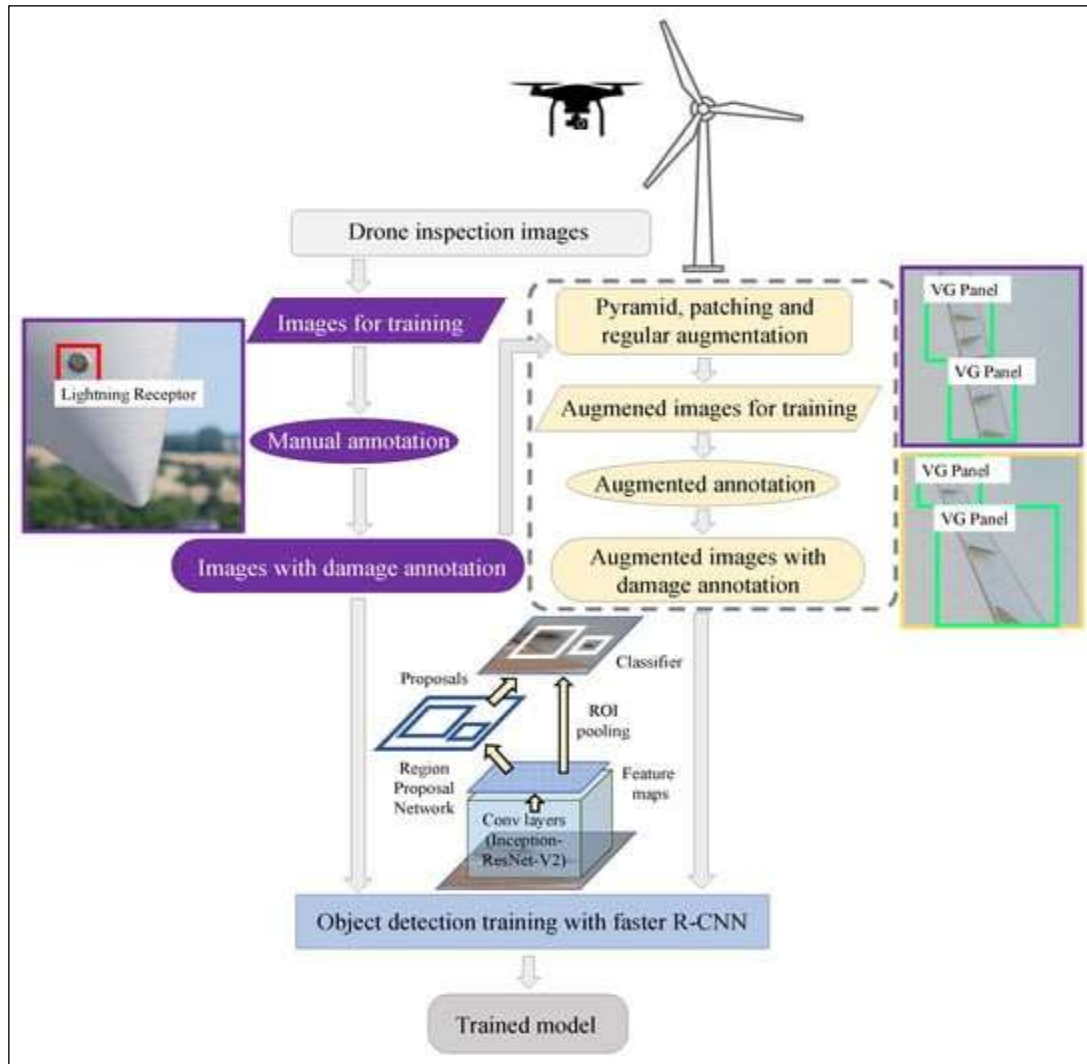 Drone inspection images
Images for training
Lightning Receptor
Manual annotation
Images with damage annotation
Pyramid, patching and
regular augmentation
Augmened images for training
Augmented annotation
Augmented images with
damage annotation
VG Panel
VG Panel
VG Panel
VG Panel
Classifier
Proposals
ROI
pooling
Region
Proposal
Network
Feature
maps
Conv layers
(Inception-
ResNet-V2)
Object detection training with faster R-CNN
Trained model